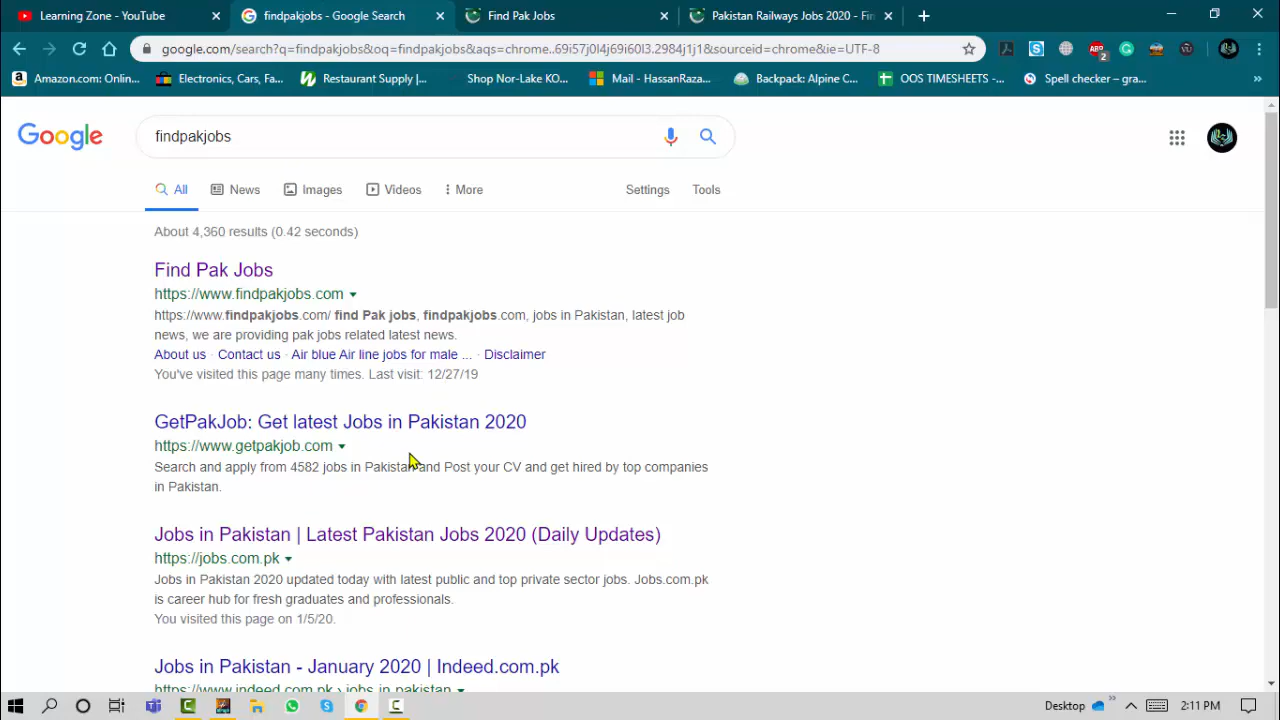 Learning Zone - YouTube
findpakjobs - Google Search
Find Pak Jobs
Pakistan Railways Jobs 2020 - Fin
google.com/search?q=findpakjobs&oq=findpakjobs&aqs=chrome..69i57j0l4j69i60l3.2984j1j1&sourceid=chrome&ie=UTF-8
Amazon.com: Onlin...
Electronics, Cars, Fa...
Restaurant Supply |...
Shop Nor-Lake KO...
Mail - HassanRaza...
Backpack: Alpine C...
OOS TIMESHEETS -...
Spell checker – gra...
Google
findpakjobs
All
News
Images
Videos
More
Settings
Tools
About 4,360 results (0.42 seconds)
Find Pak Jobs
https://www.findpakjobs.com
https://www.findpakjobs.com/ find Pak jobs, findpakjobs.com, jobs in Pakistan, latest job
news, we are providing pak jobs related latest news.
About us · Contact us · Air blue Air line jobs for male ... · Disclaimer
You've visited this page many times. Last visit: 12/27/19
GetPakJob: Get latest Jobs in Pakistan 2020
https://www.getpakjob.com
Search and apply from 4582 jobs in Pakistan and Post your CV and get hired by top companies
in Pakistan.
Jobs in Pakistan | Latest Pakistan Jobs 2020 (Daily Updates)
https://jobs.com.pk
Jobs in Pakistan 2020 updated today with latest public and top private sector jobs. Jobs.com.pk
is career hub for fresh graduates and professionals.
You visited this page on 1/5/20.
Jobs in Pakistan - January 2020 | Indeed.com.pk
https://www.indeed.com.pk › jobs in pakistan
Desktop
2:11 PM